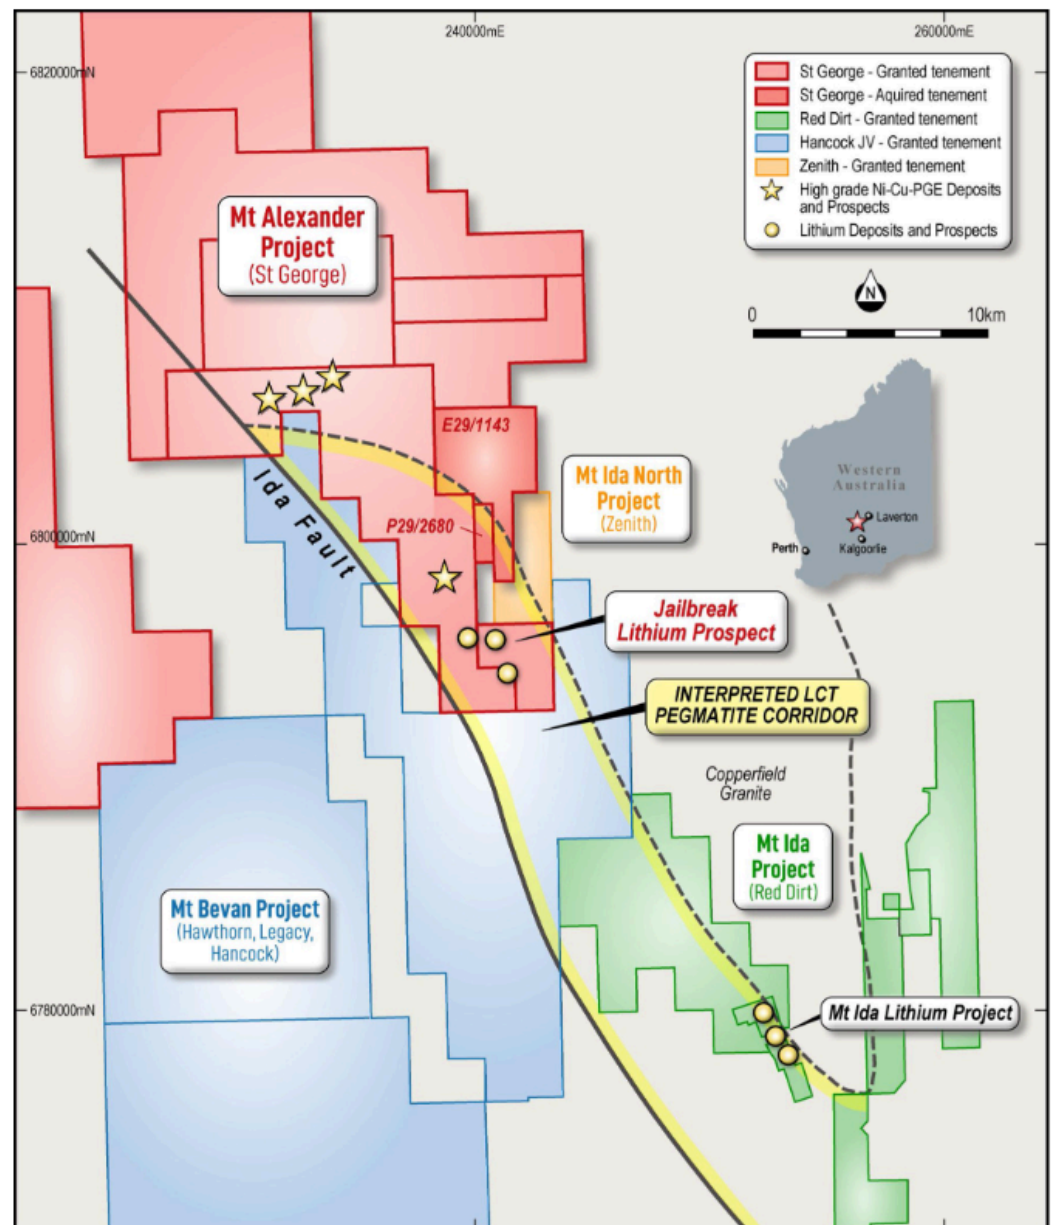 240000mE
260000mE
6820000mN
St George - Granted tenement
St George - Aquired tenement
Red Dirt - Granted tenement
Hancock JV - Granted tenement
Zenith - Granted tenement
High grade Ni-Cu-PGE Deposits
and Prospects
Lithium Deposits and Prospects
N
0
10km
Mt Alexander
Project
(St George)
Western
Australia
Laverton
Kalgoorlie
Perth
E29/1143
P29/2680
Ida Fault
6800000mN
Mt Ida North
Project
(Zenith)
Jailbreak
Lithium Prospect
INTERPRETED LCT
PEGMATITE CORRIDOR
Copperfield
Granite
Mt Ida
Project
(Red Dirt)
Mt Bevan Project
(Hawthorn, Legacy,
Hancock)
6780000mN
Mt Ida Lithium Project